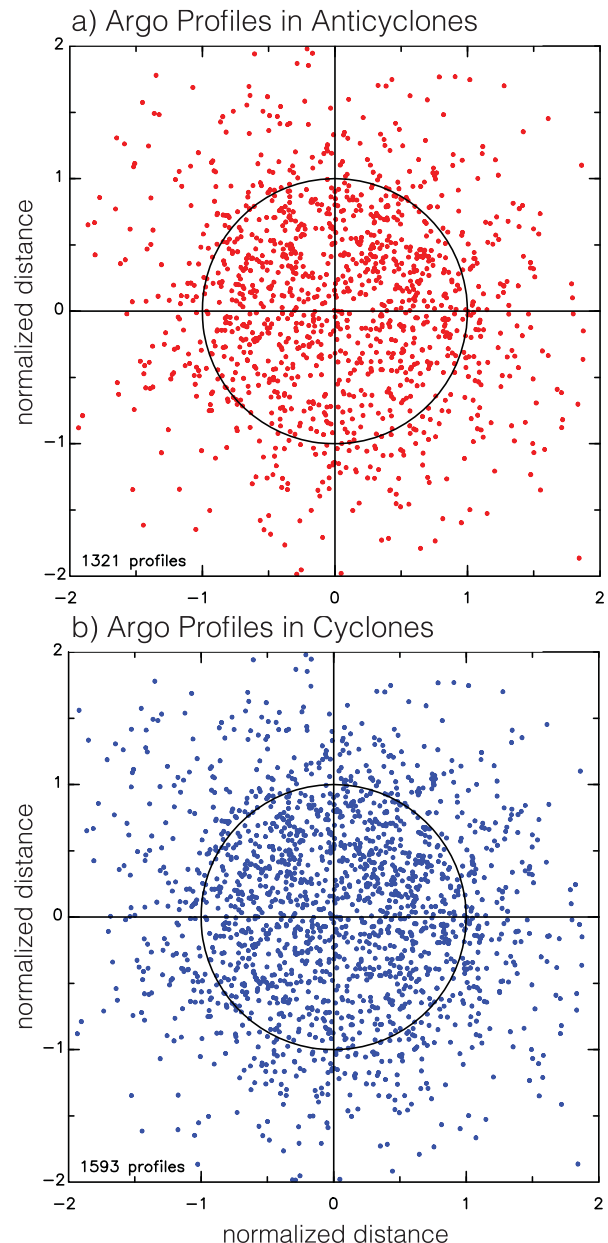 a) Argo Profiles in Anticyclones
2
1
0
−1
−2
normalized distance
1321 profiles
−2 −1 0 1 2
b) Argo Profiles in Cyclones
2
1
0
−1
−2
normalized distance
1593 profiles
−2 −1 0 1 2
normalized distance